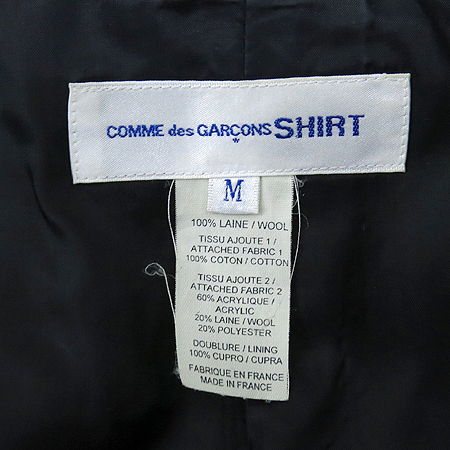 COMME des GARCONS SHIRT
M
100% LAINE / WOOL
TISSU AJOUTE 1 /
ATTACHED FABRIC 1
100% COTON / COTTON
TISSU AJOUTE 2 /
ATTACHED FABRIC 2
60% ACRYLIQUE /
ACRYLIC
20% LAINE / WOOL
20% POLYESTER
DOUBLURE / LINING
100% CUPRO / CUPRA
FABRIQUE EN FRANCE
MADE IN FRANCE